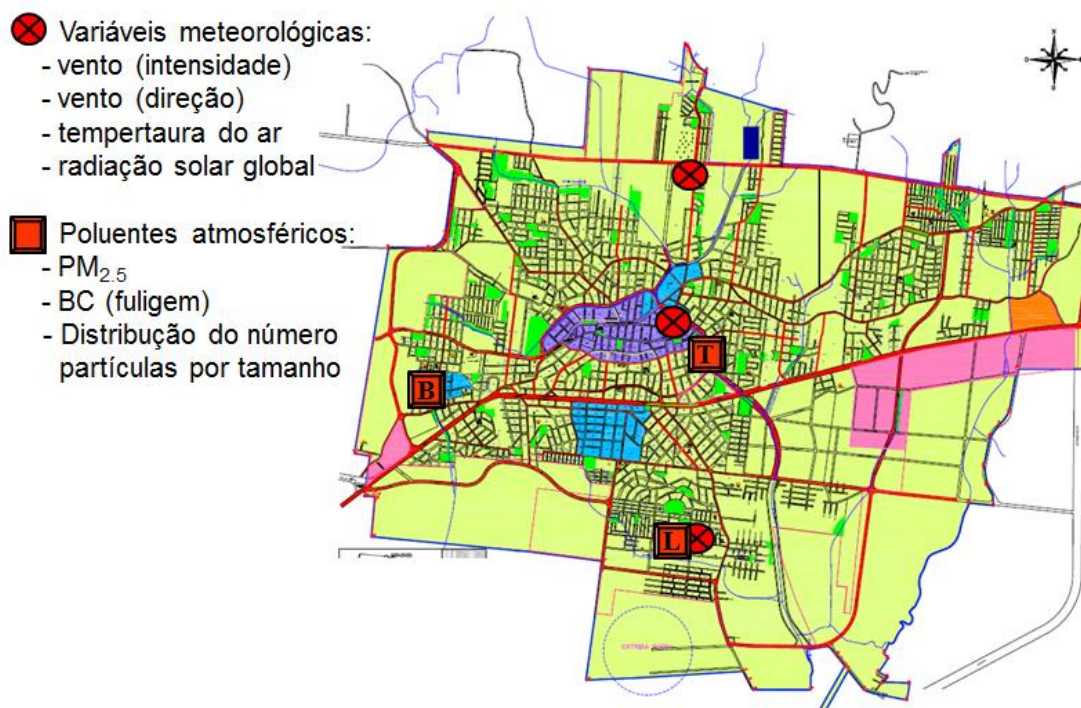 Variáveis meteorológicas:
- vento (intensidade)
- vento (direção)
- tempertaura do ar
- radiação solar global
Poluentes atmosféricos:
- PM2.5
- BC (fuligem)
- Distribução do número
partículas por tamanho
T
B
L